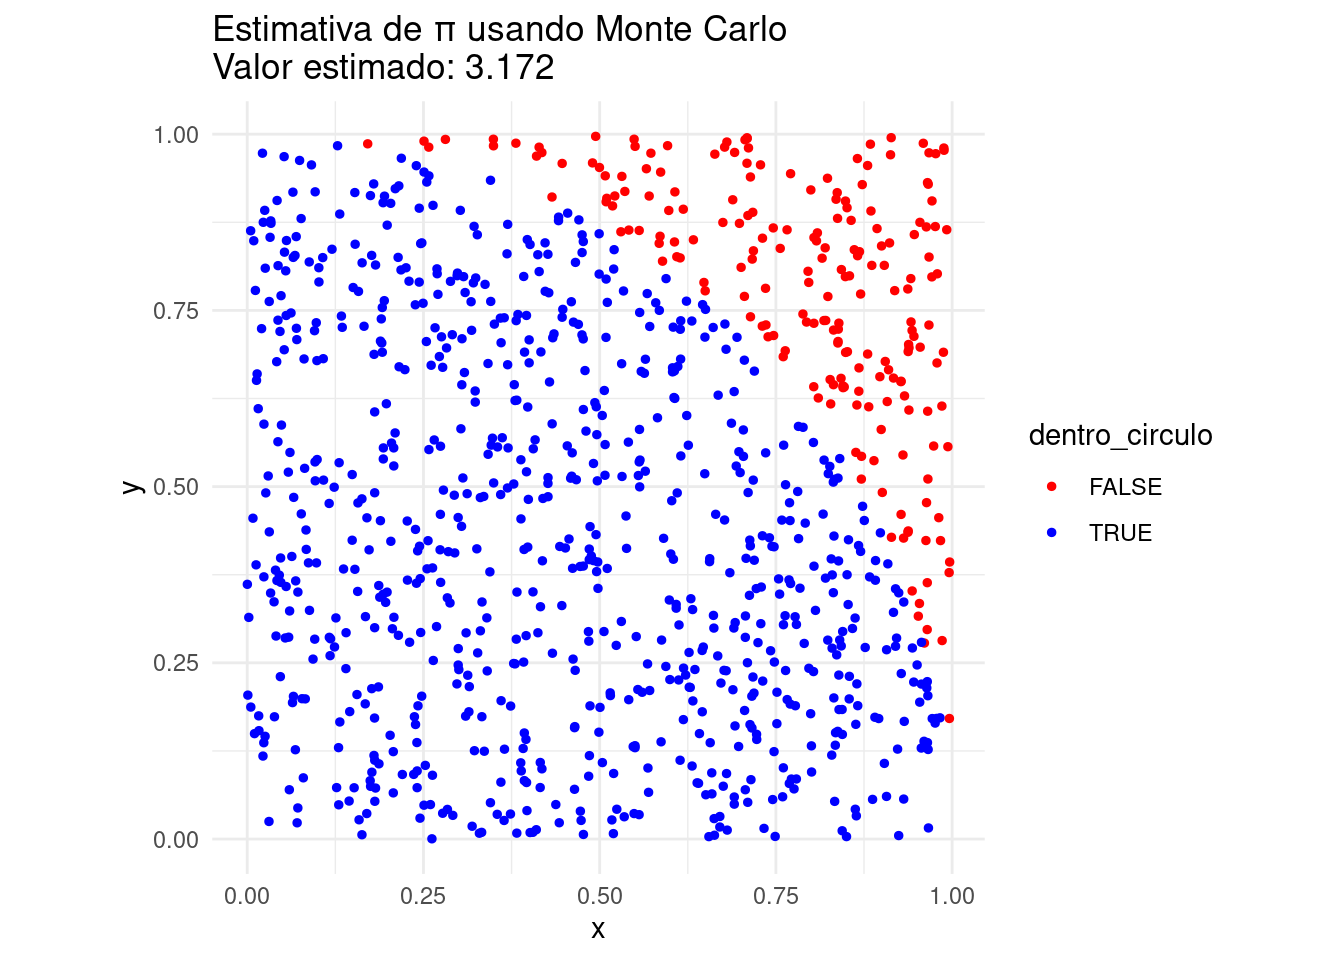 Estimativa de π usando Monte Carlo
Valor estimado: 3.172
1.00
0.75
0.50
0.25
0.00
y
0.00 0.25 0.50 0.75 1.00
x
dentro_circulo
FALSE
TRUE